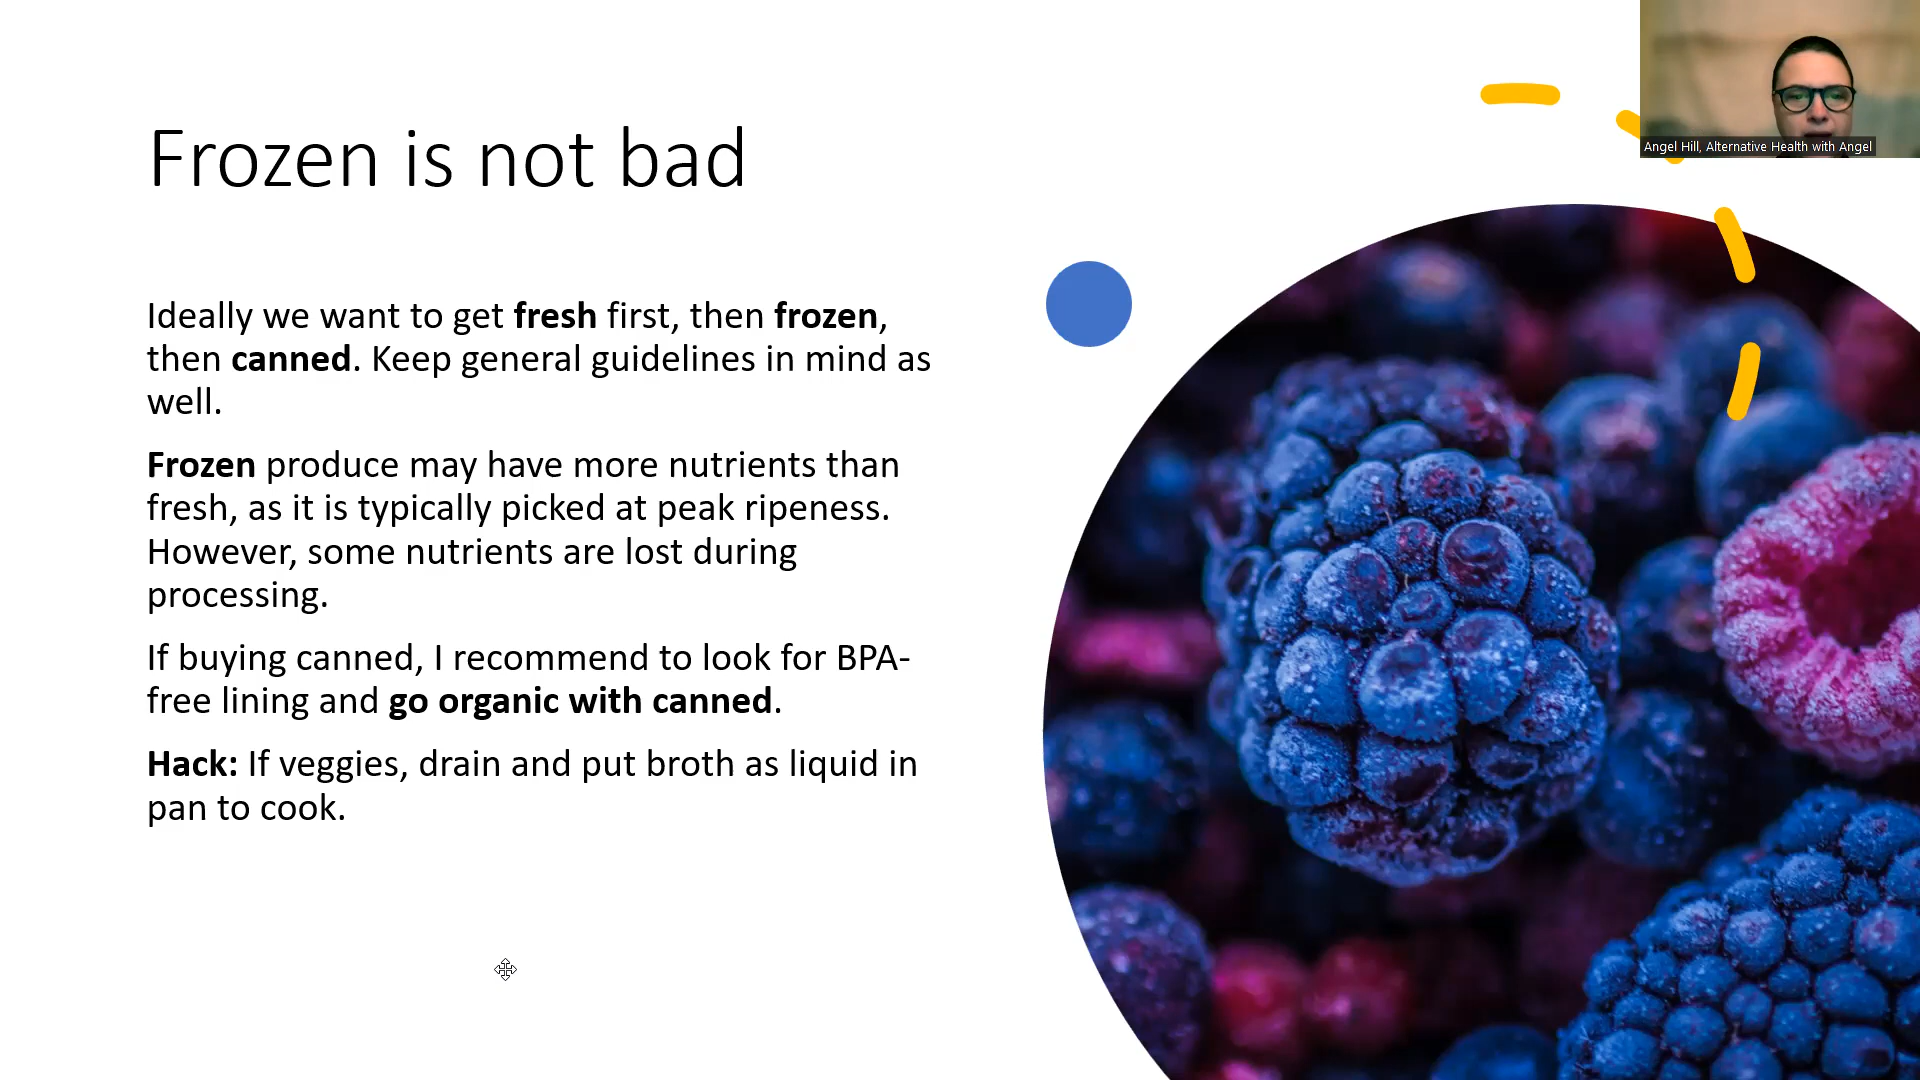 Frozen is not bad
Ideally we want to get fresh first, then frozen,
then canned. Keep general guidelines in mind as
well.
Frozen produce may have more nutrients than
fresh, as it is typically picked at peak ripeness.
However, some nutrients are lost during
processing.
If buying canned, I recommend to look for BPA-
free lining and go organic with canned.
Hack: If veggies, drain and put broth as liquid in
pan to cook.
Angel Hill, Alternative Health with Angel